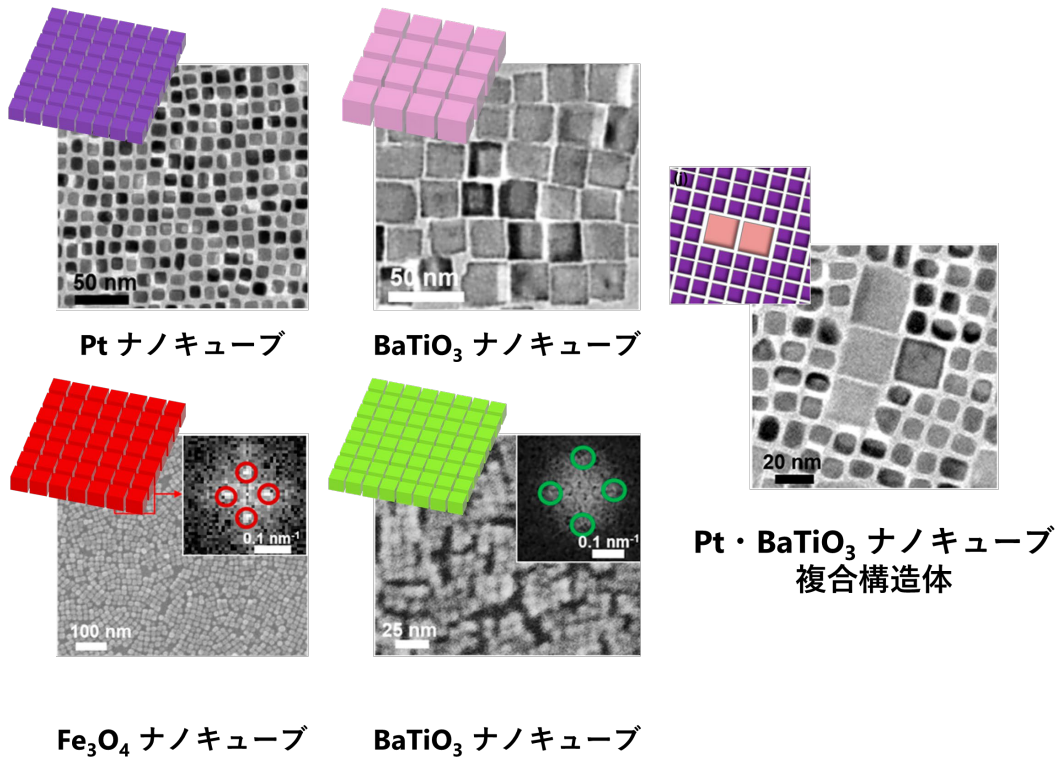 50 nm
Pt ナノキューブ
50 nm
BaTiO₃ ナノキューブ
0.1 nm⁻¹
100 nm
Fe₃O₄ ナノキューブ
0.1 nm⁻¹
25 nm
BaTiO₃ ナノキューブ
(i)
20 nm
Pt・BaTiO₃ ナノキューブ
複合構造体